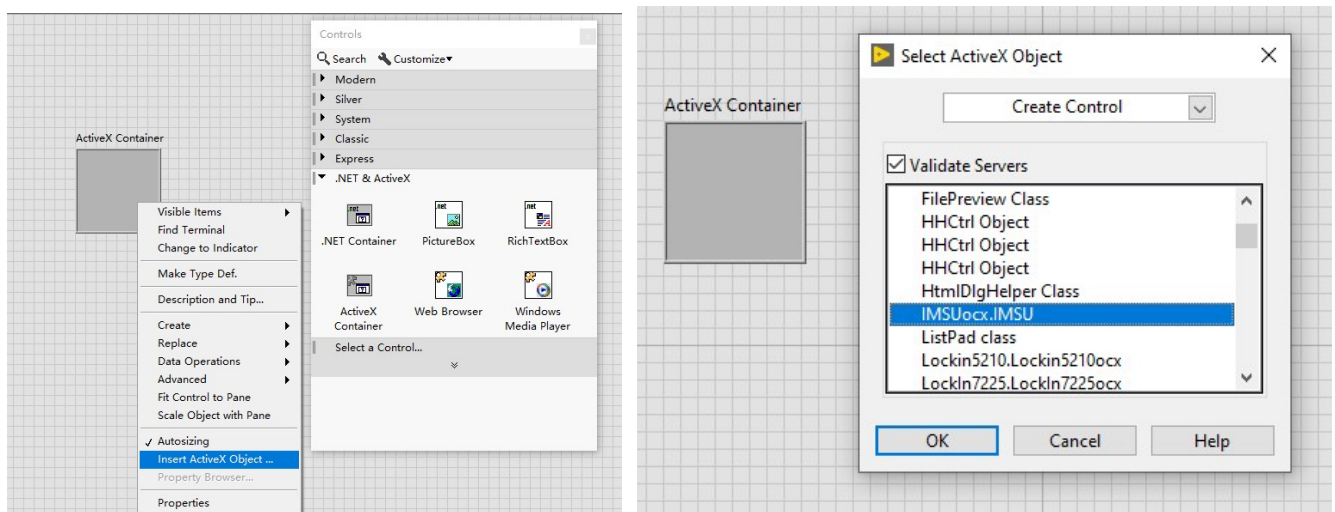 Controls
Search Customize▾
Modern
Silver
System
Classic
Express
.NET & ActiveX
.net
.net
.net
.NET Container PictureBox RichTextBox
ActiveX Container Web Browser Windows Media Player
Select a Control...
ActiveX Container
Visible Items
Find Terminal
Change to Indicator
Make Type Def.
Description and Tip...
Create
Replace
Data Operations
Advanced
Fit Control to Pane
Scale Object with Pane
✓ Autosizing
Insert ActiveX Object ...
Property Browser...
Properties
ActiveX Container
Select ActiveX Object
Create Control
Validate Servers
FilePreview Class
HHCtrl Object
HHCtrl Object
HHCtrl Object
HtmlDlgHelper Class
IMSUocx.IMSU
ListPad class
Lockin5210.Lockin5210ocx
LockIn7225.LockIn7225ocx
OK Cancel Help